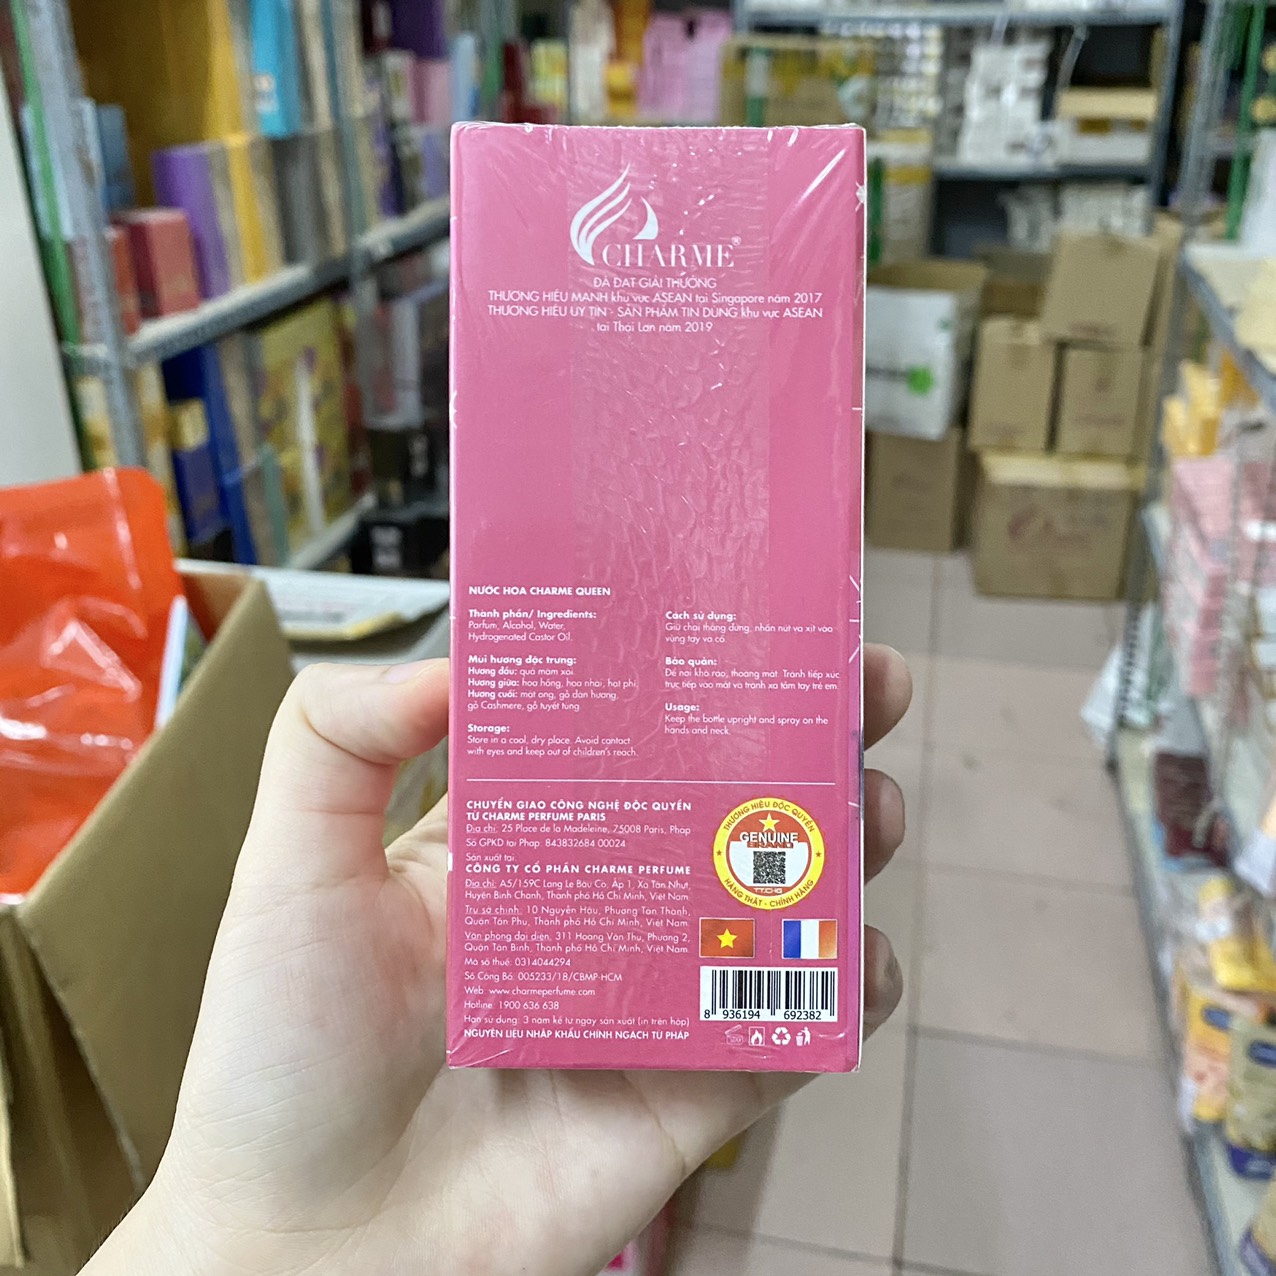 CHARME®
ĐÃ ĐẠT GIẢI THƯỞNG
THƯƠNG HIỆU MẠNH khu vực ASEAN tại Singapore năm 2017
THƯƠNG HIỆU UY TÍN - SẢN PHẨM TIN DÙNG khu vực ASEAN
tại Thái Lan năm 2019
NƯỚC HOA CHARME QUEEN
Thành phần/ Ingredients:
Parfum, Alcohol, Water,
Hydrogenated Castor Oil.
Mùi hương đặc trưng:
Hương đầu: quả mâm xôi
Hương giữa: hoa hồng, hoa nhài, hạt phỉ
Hương cuối: mật ong, gỗ đàn hương,
gỗ Cashmere, gỗ tuyết tùng
Storage:
Store in a cool, dry place. Avoid contact
with eyes and keep out of children's reach.
Cách sử dụng:
Giữ chai thẳng đứng, nhấn nút và xịt vào
vùng tay và cổ.
Bảo quản:
Để nơi khô ráo, thoáng mát. Tránh tiếp xúc
trực tiếp vào mắt và tránh xa tầm tay trẻ em.
Usage:
Keep the bottle upright and spray on the
hands and neck.
CHUYỂN GIAO CÔNG NGHỆ ĐỘC QUYỀN
TỪ CHARME PERFUME PARIS
Địa chỉ: 25 Place de la Madeleine, 75008 Paris, Pháp
Số GPKD tại Pháp: 843832684 00024
Sản xuất tại:
CÔNG TY CỔ PHẦN CHARME PERFUME
Địa chỉ: A5/159C Làng Le Bàu Cò, Ấp 1, Xã Tân Nhựt,
Huyện Bình Chánh, Thành phố Hồ Chí Minh, Việt Nam
Trụ sở chính: 10 Nguyễn Hậu, Phường Tân Thành,
Quận Tân Phú, Thành phố Hồ Chí Minh, Việt Nam.
Văn phòng đại diện: 311 Hoàng Văn Thụ, Phường 2,
Quận Tân Bình, Thành phố Hồ Chí Minh, Việt Nam
Mã số thuế: 0314044294
Số Công Bố: 005233/18/CBMP-HCM
Web: www.charmeperfume.com
Hotline: 1900 636 638
Hạn sử dụng: 3 năm kể từ ngày sản xuất (in trên hộp)
NGUYÊN LIỆU NHẬP KHẨU CHÍNH NGẠCH TỪ PHÁP
THƯƠNG HIỆU ĐỘC QUYỀN
GENUINE
BRAND
TT.CHG
HÀNG THẬT - CHÍNH HÃNG
8 936194 692382